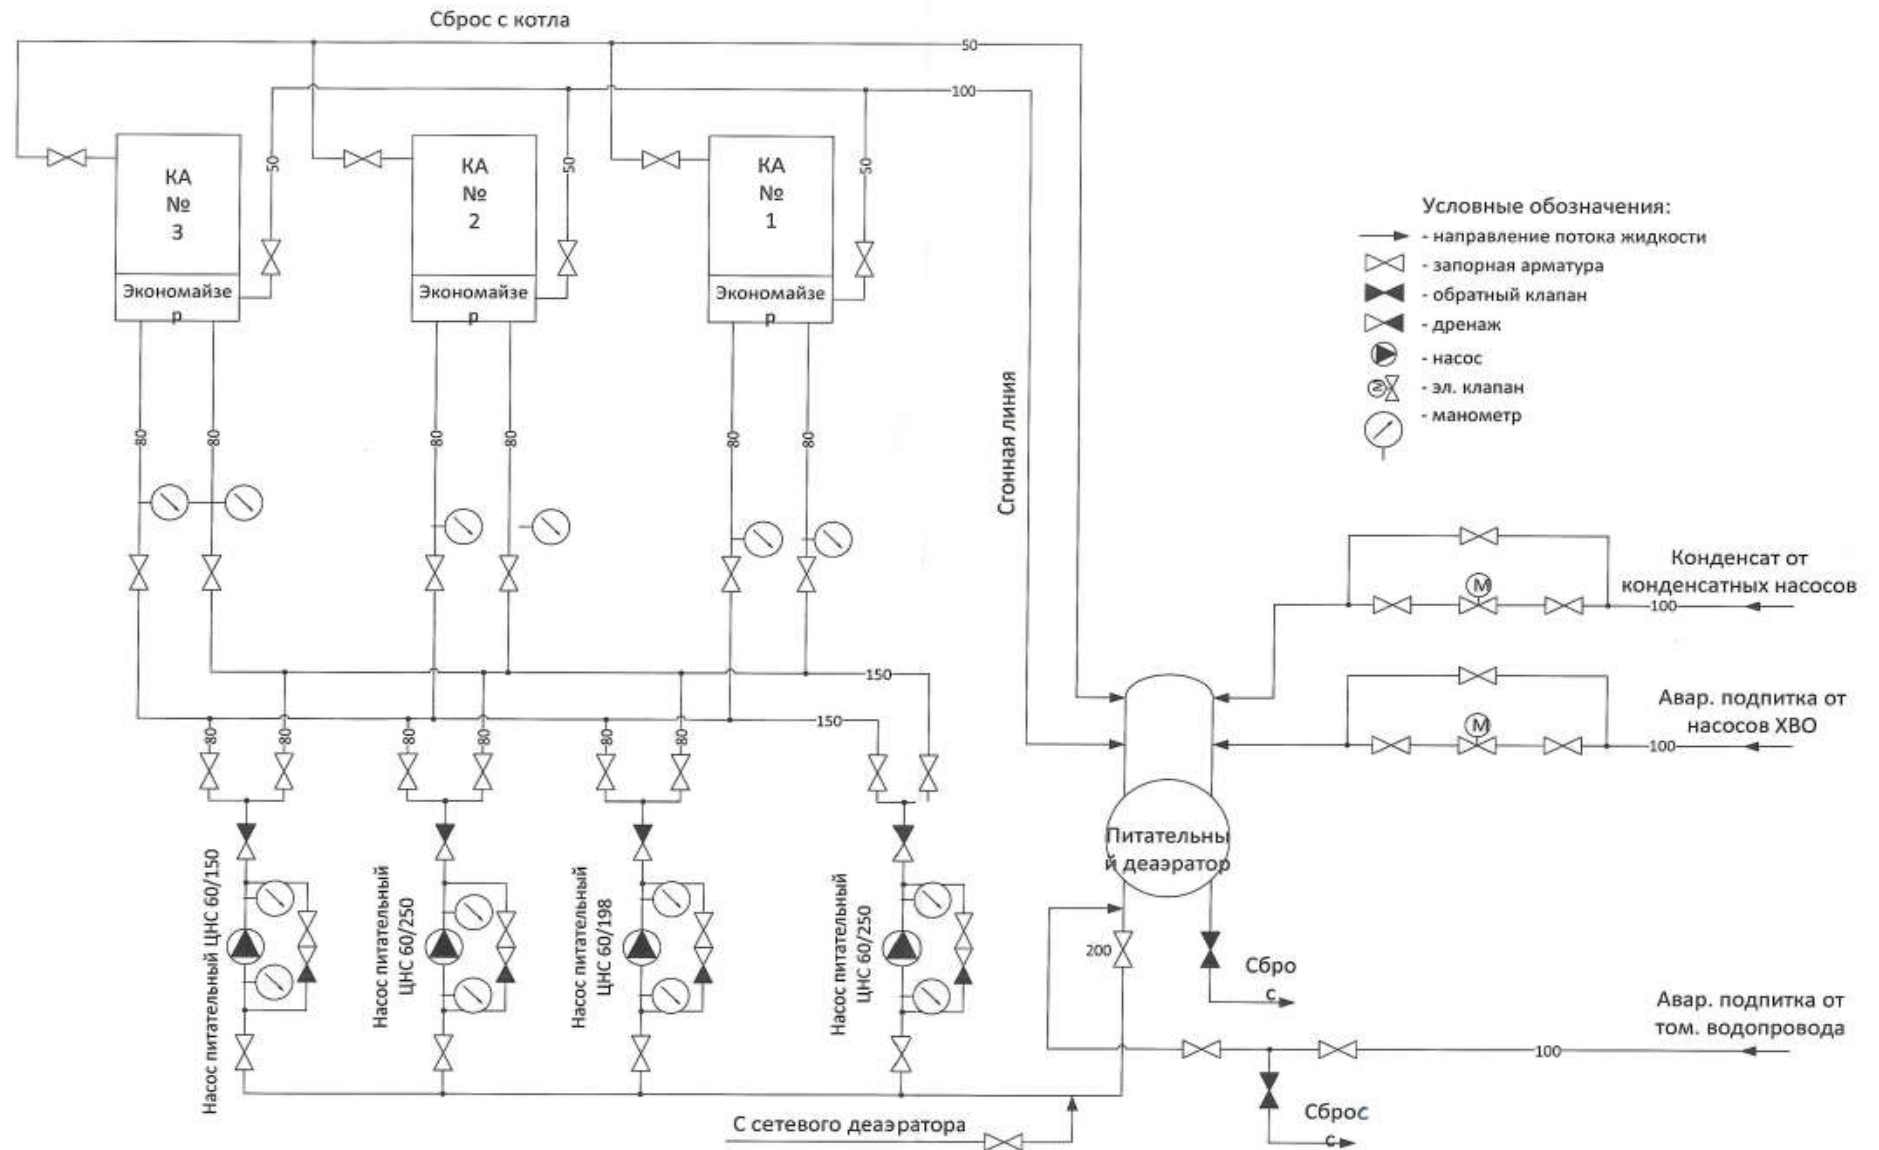 Сброс с котла
50
100
КА
№
3
50
КА
№
2
50
КА
№
1
50
Экономайзе
р
Экономайзе
р
Экономайзе
р
Условные обозначения:
- направление потока жидкости
- запорная арматура
- обратный клапан
- дренаж
- насос
М
- эл. клапан
- манометр
80
80
80
80
80
80
Сгонная линия
Конденсат от
конденсатных насосов
М
100
Авар. подпитка от
насосов ХВО
М
100
150
150
80
80
80
80
80
80
Питательны
й деаэратор
Насос питательный ЦНС 60/150
Насос питательный
ЦНС 60/250
Насос питательный
ЦНС 60/198
Насос питательный
ЦНС 60/250
200
Сбро
с
Авар. подпитка от
том. водопровода
100
Сброс
с
С сетевого деаэратора